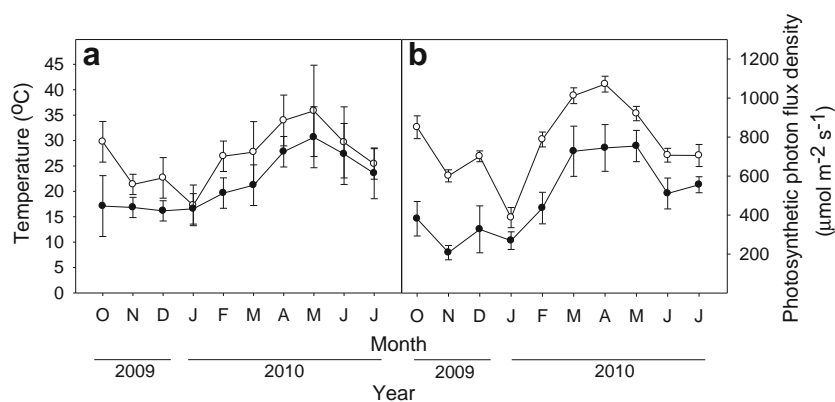 a
b
Temperature (ºC)
45
40
35
30
25
20
15
10
5
0
1200
1000
800
600
400
200
Photosynthetic photon flux density
(μmol m-2 s-1)
O N D J F M A M J J
O N D J F M A M J J
Month
2009 2010 2009 2010
Year